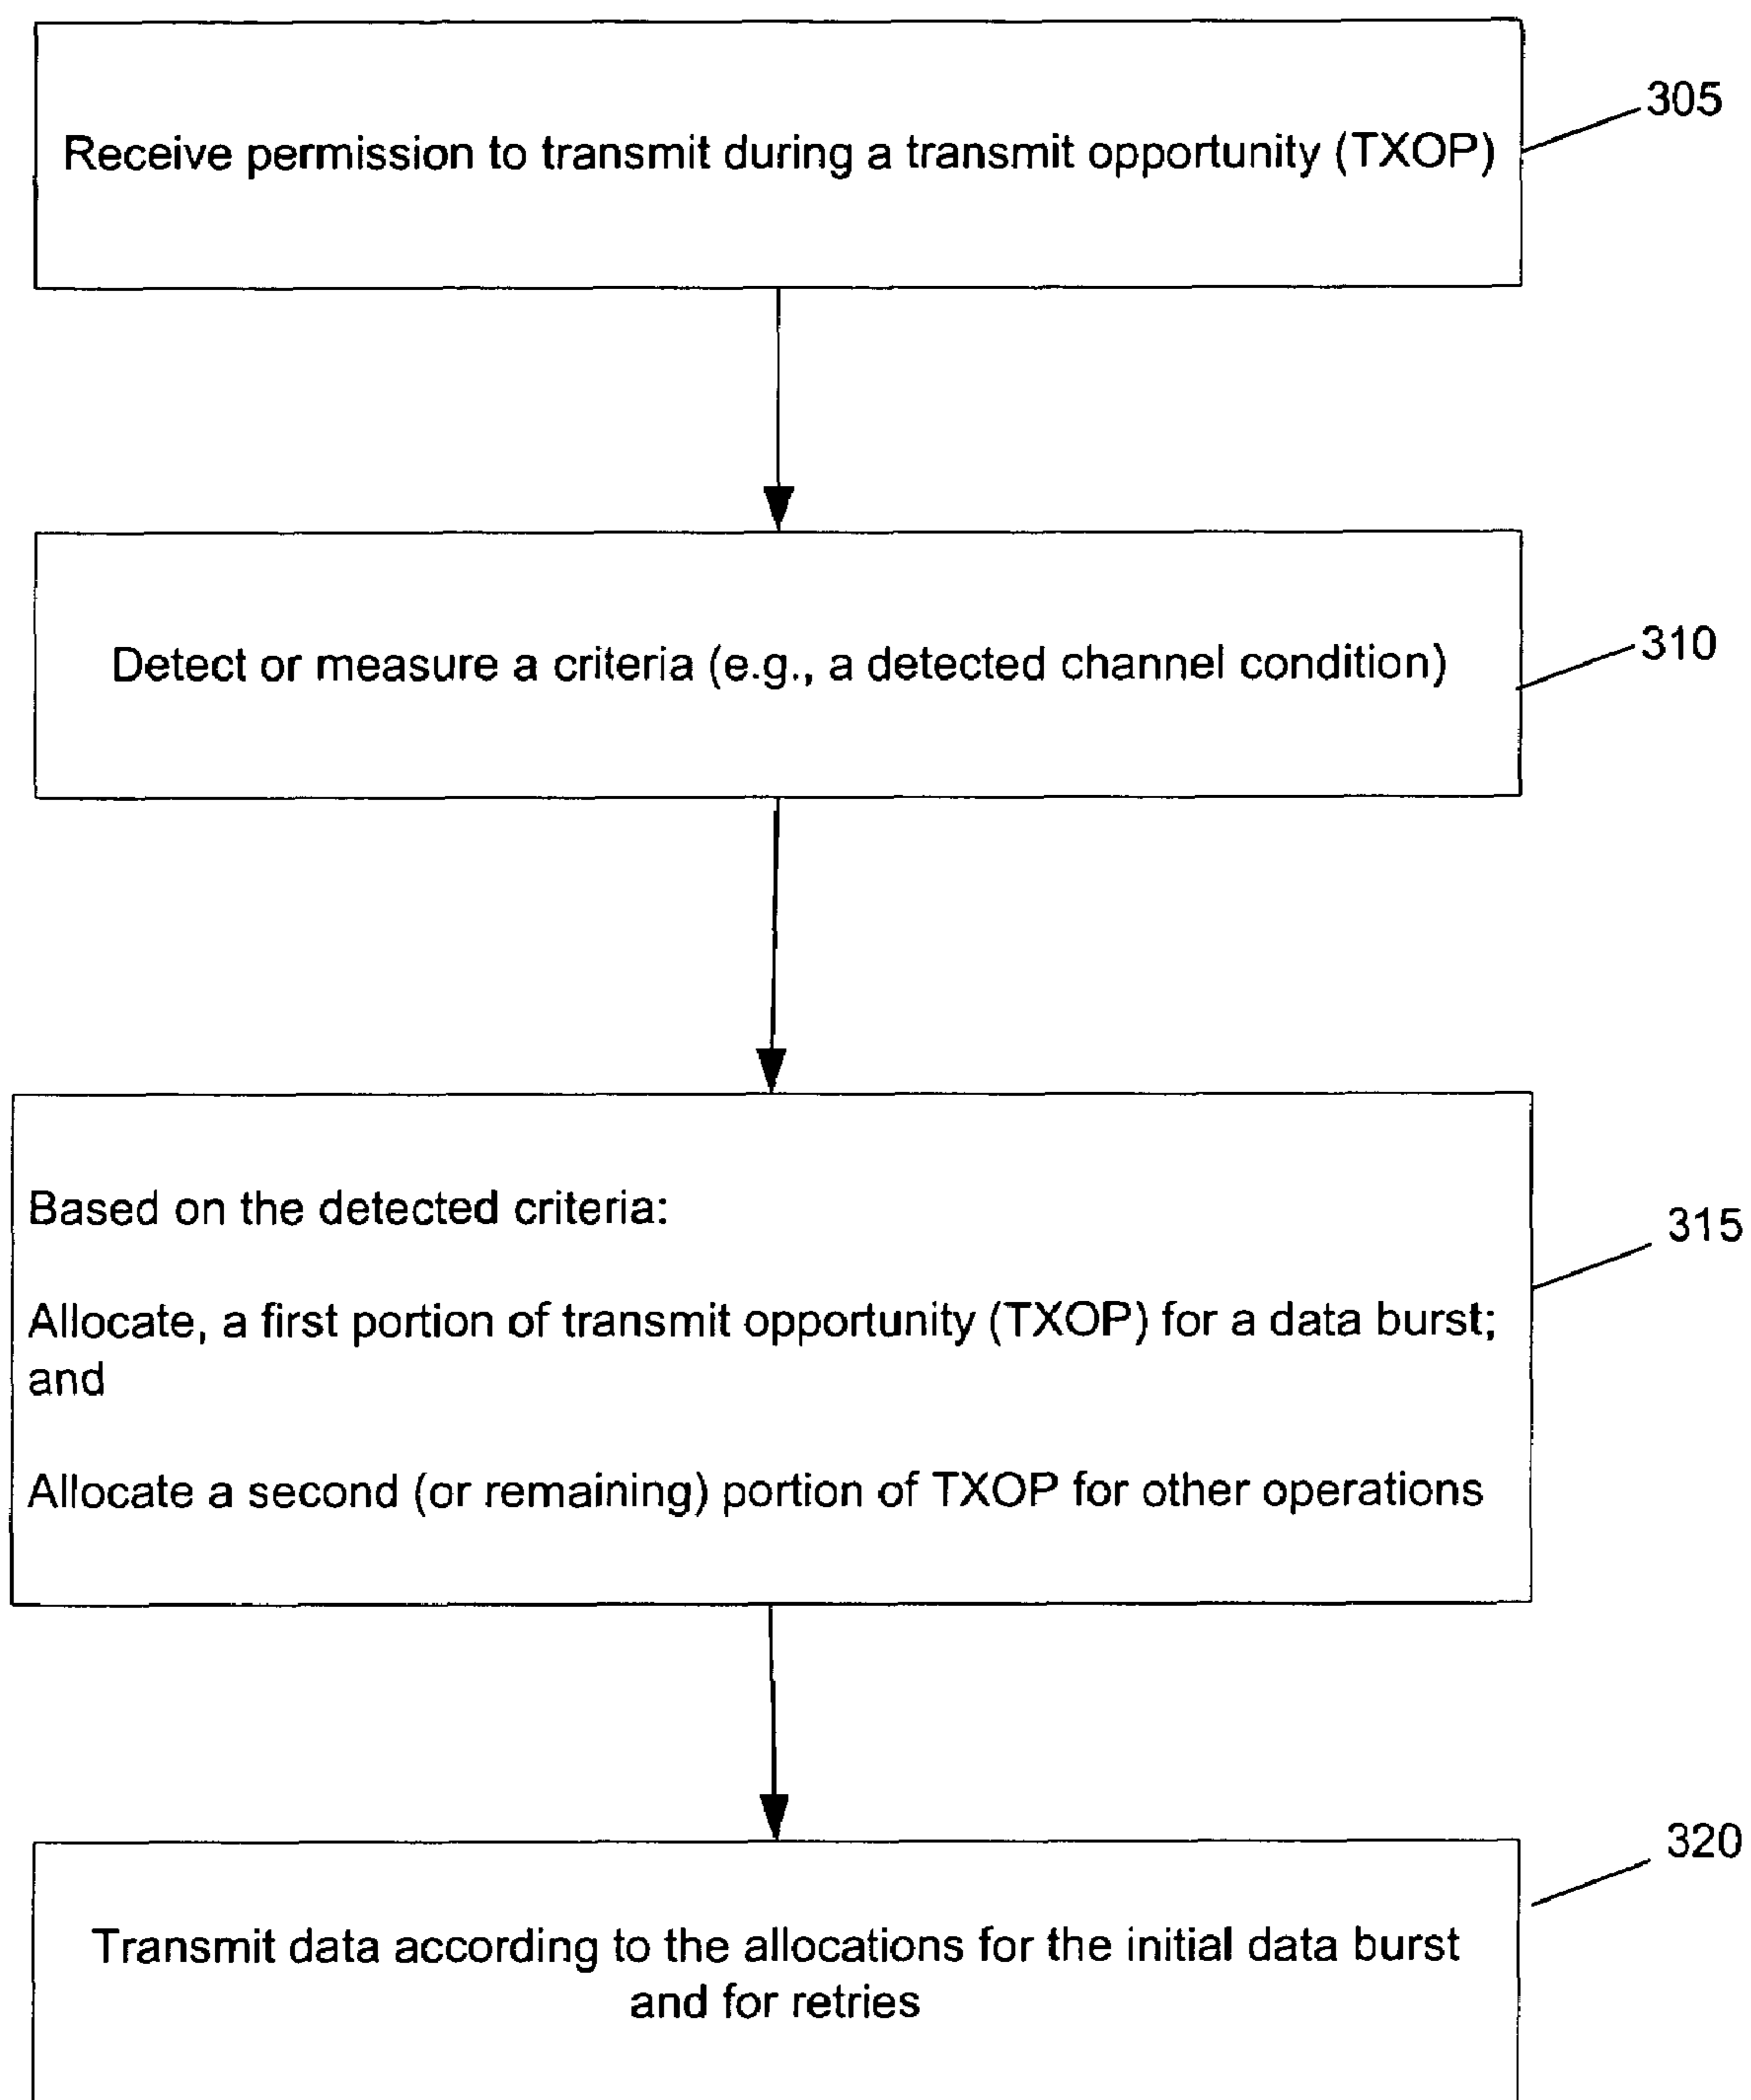 305
Receive permission to transmit during a transmit opportunity (TXOP)
310
Detect or measure a criteria (e.g., a detected channel condition)
315
Based on the detected criteria:
Allocate, a first portion of transmit opportunity (TXOP) for a data burst;
and
Allocate a second (or remaining) portion of TXOP for other operations
320
Transmit data according to the allocations for the initial data burst
and for retries